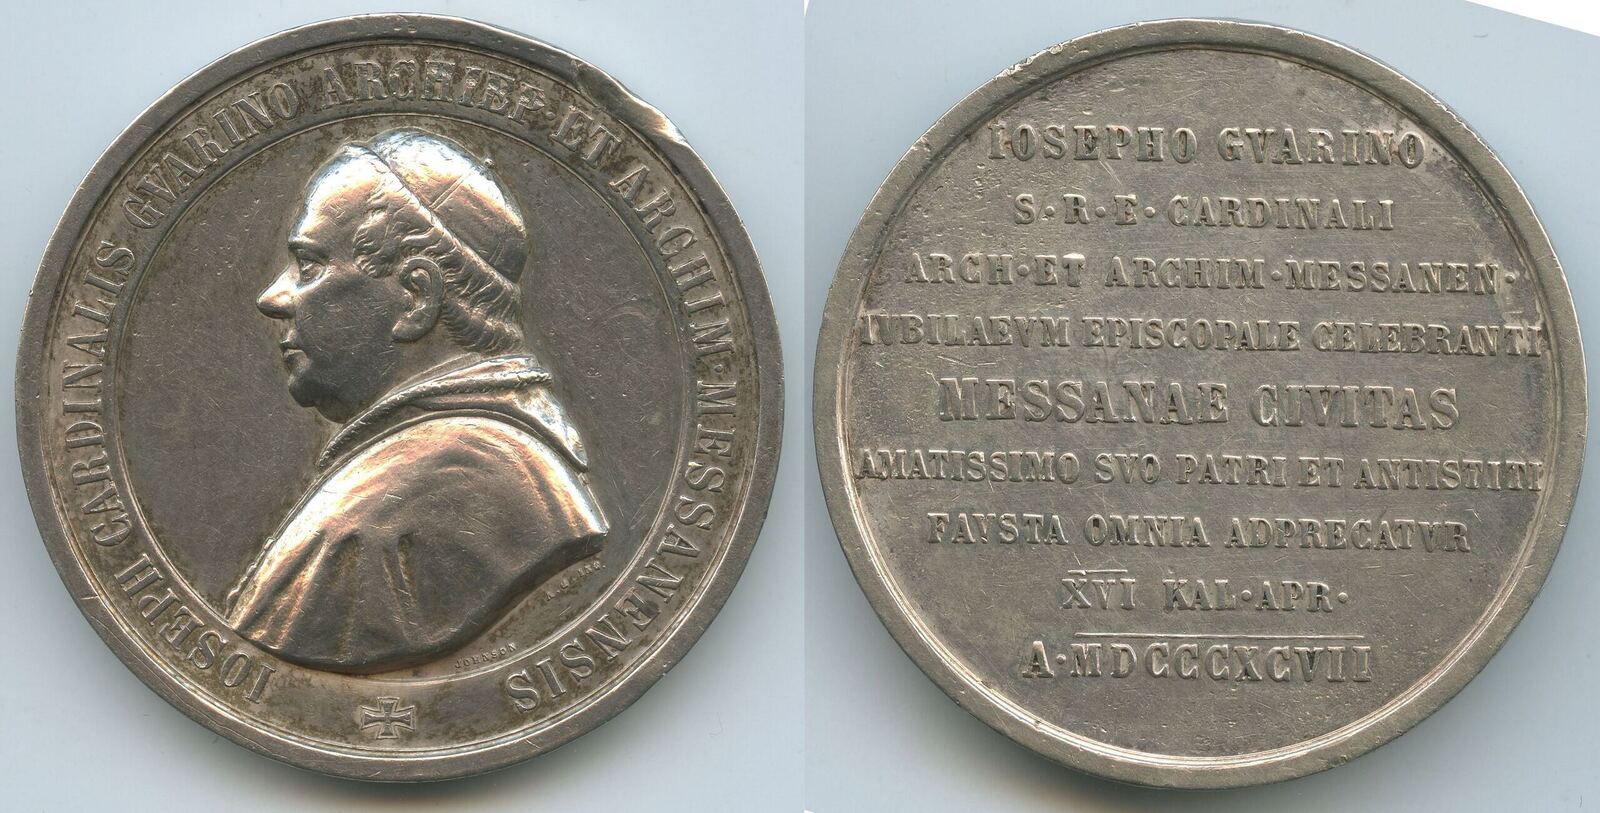 IOSEPH CARDINALIS GVARINO ARCHIEP·ET ARCHIM·MESSANENSIS
JOHNSON
IOSEPHO GVARINO
S·R·E·CARDINALI
ARCH·ET ARCHIM·MESSANEN·
IVBILAEVM EPISCOPALE CELEBRANTI
MESSANAE CIVITAS
AMATISSIMO SVO PATRI ET ANTISTITI
FAVSTA OMNIA ADPRECATVR
XVI KAL·APR·
A·MDCCCXCVII